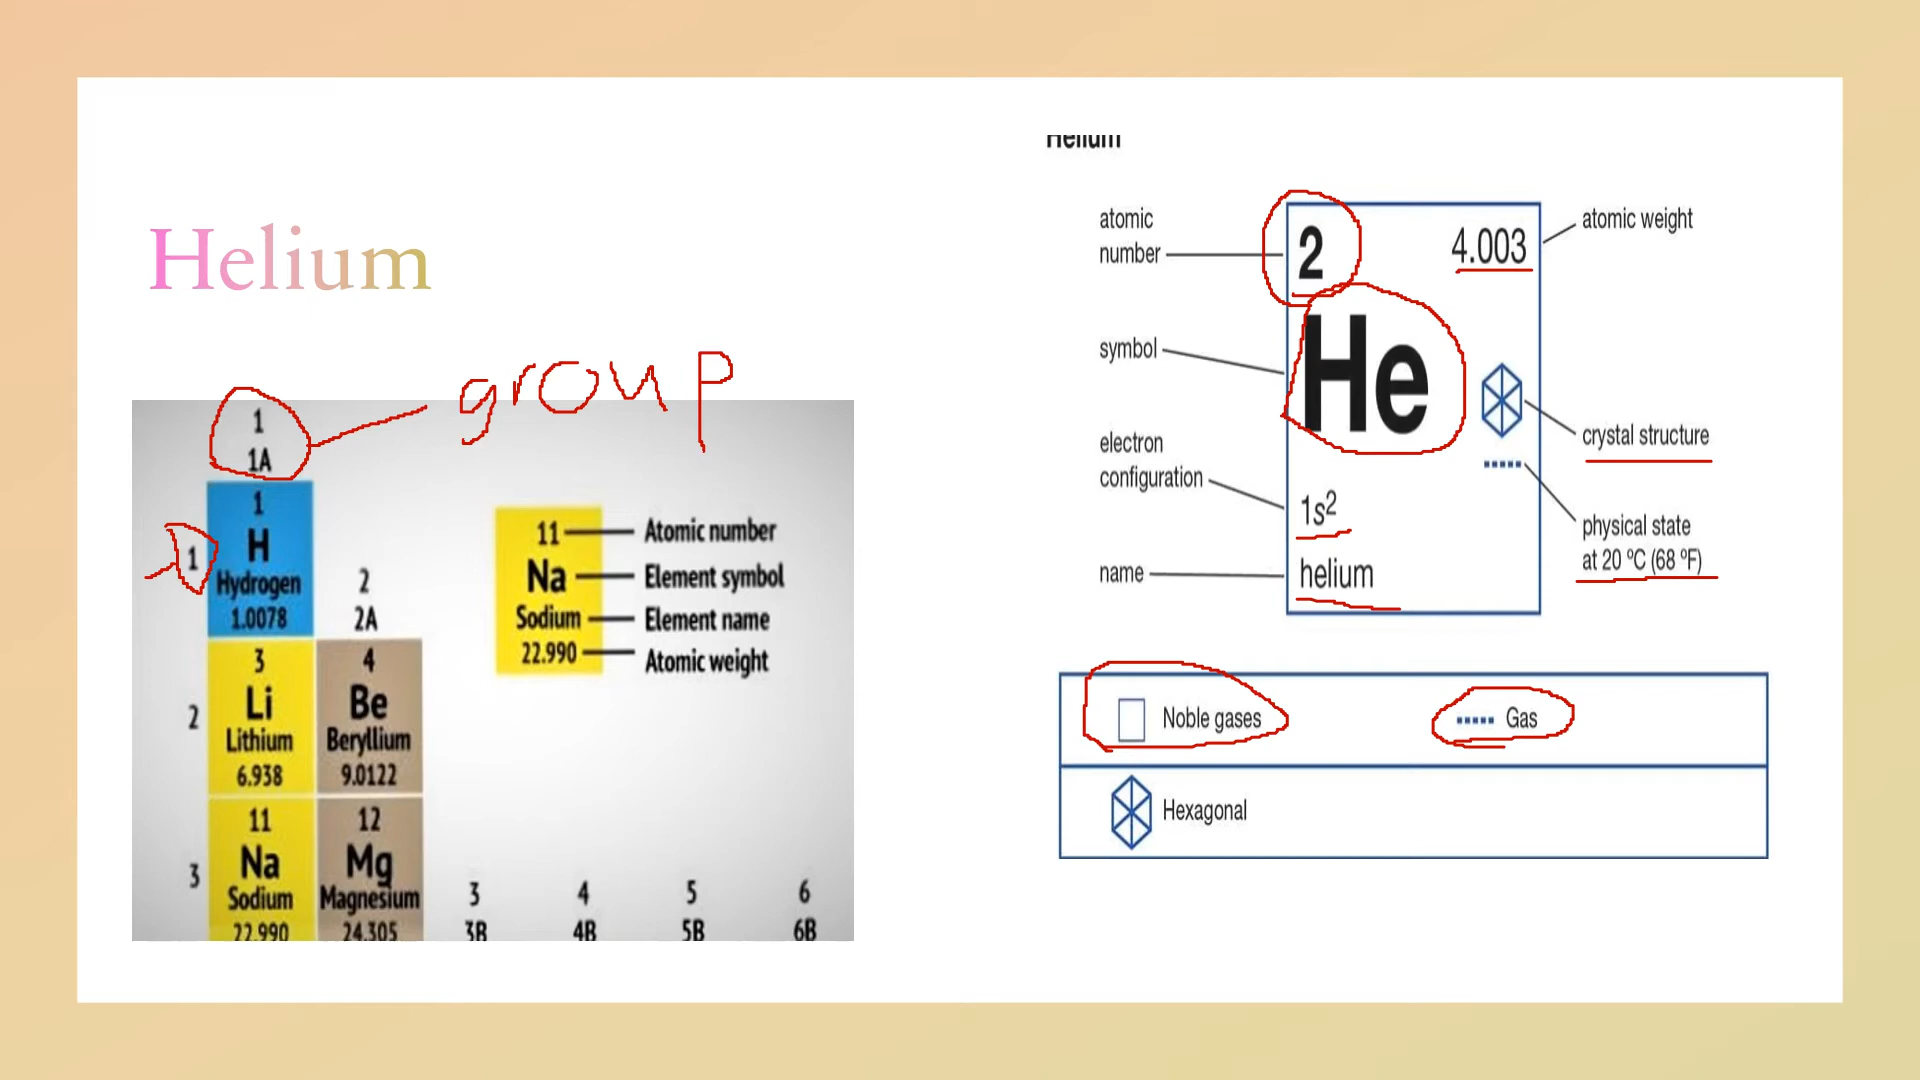 Helium
group
1
1A
1
H
Hydrogen
1.0078
1
2
2A
3
Li
Lithium
6.938
2
4
Be
Beryllium
9.0122
11
Na
Sodium
22.990
3
12
Mg
Magnesium
24.305
3
3B
4
4B
5
5B
6
6B
11
Na
Sodium
22.990
Atomic number
Element symbol
Element name
Atomic weight
Helium
atomic
number
2
4.003
atomic weight
symbol
He
crystal structure
electron
configuration
1s²
physical state
at 20 ºC (68 ºF)
name
helium
Noble gases
Gas
Hexagonal